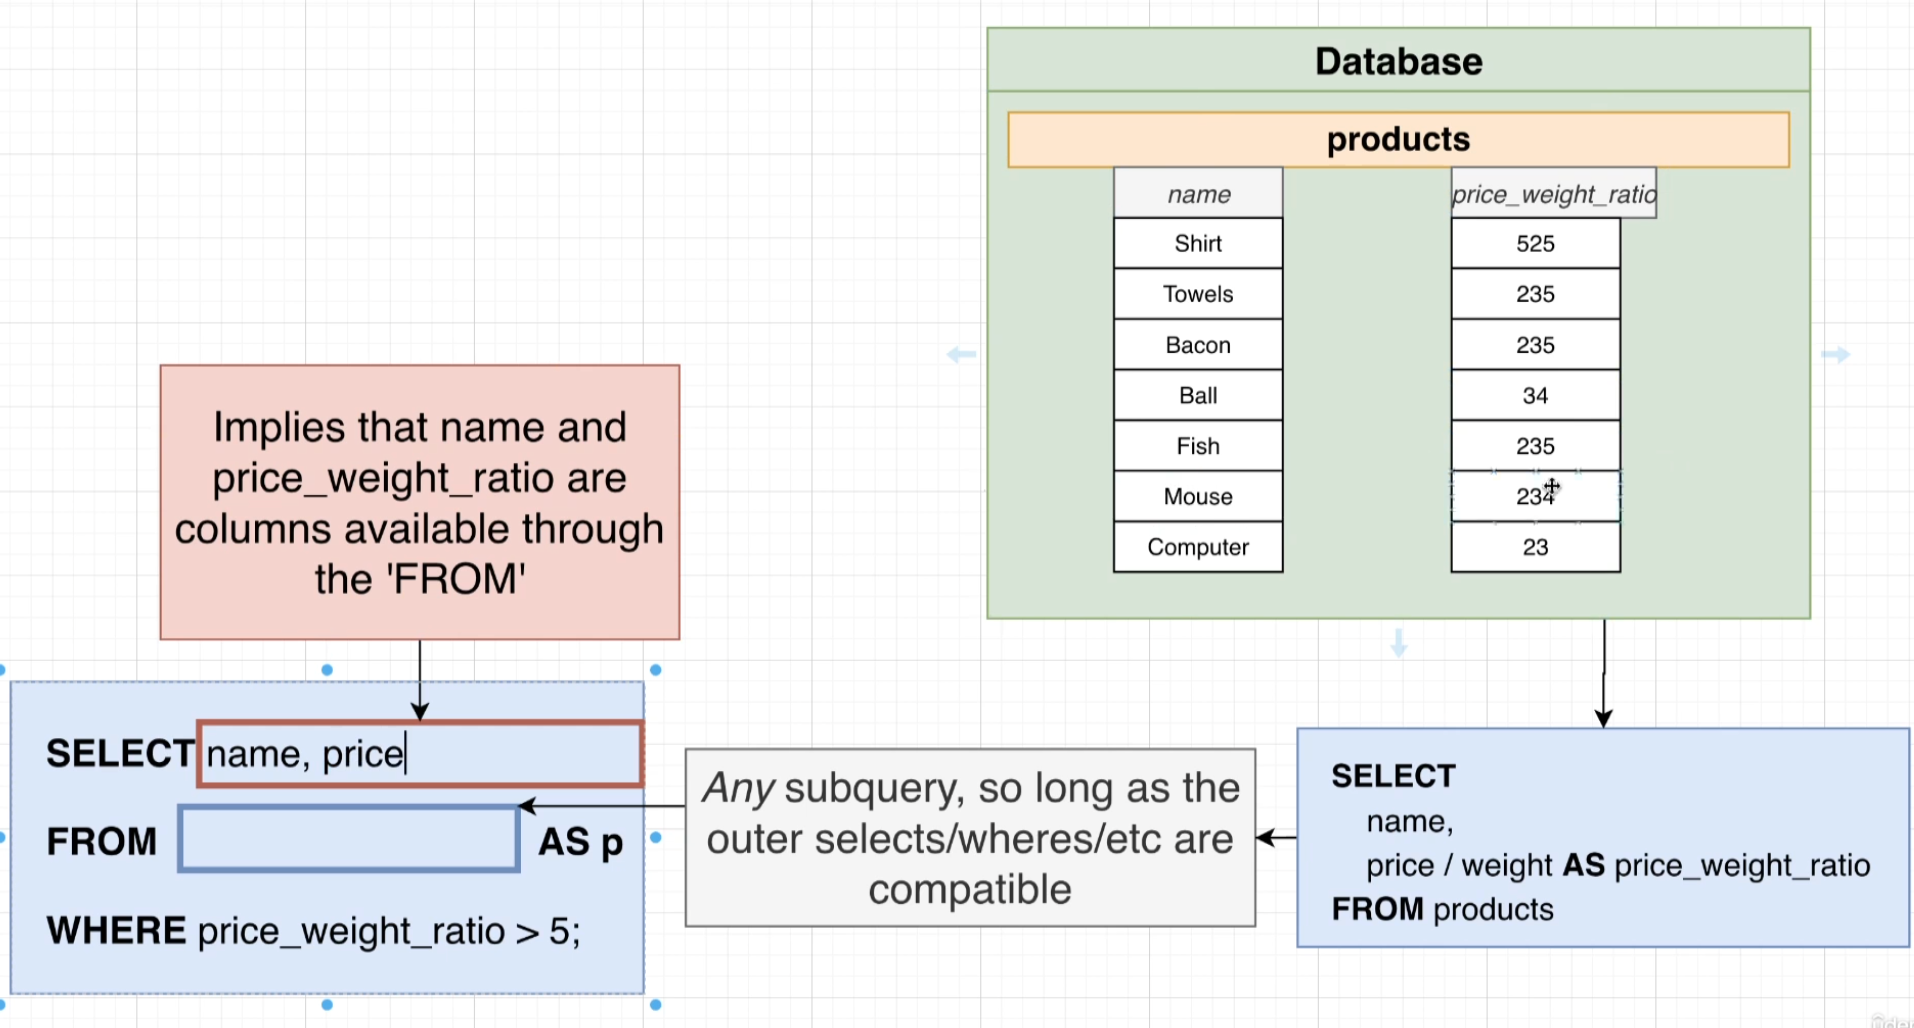 Database
products
name price_weight_ratio
Shirt 525
Towels 235
Bacon 235
Ball 34
Fish 235
Mouse 234
Computer 23
Implies that name and
price_weight_ratio are
columns available through
the 'FROM'
SELECT name, price
FROM AS p
WHERE price_weight_ratio > 5;
Any subquery, so long as the
outer selects/wheres/etc are
compatible
SELECT
name,
price / weight AS price_weight_ratio
FROM products